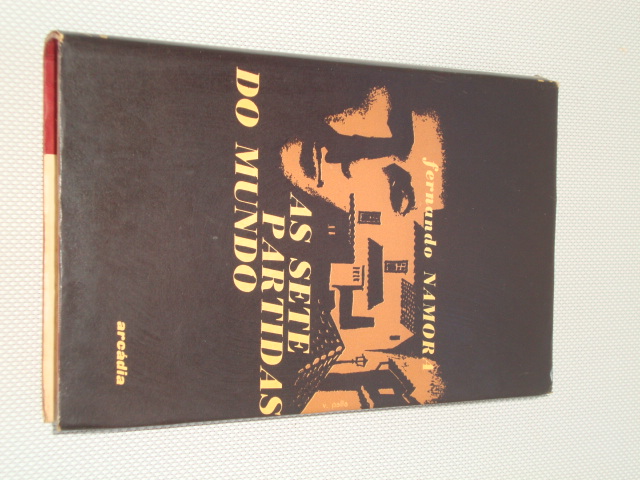 fernando NAMORA
AS SETE
PARTIDAS
DO MUNDO
arcádia